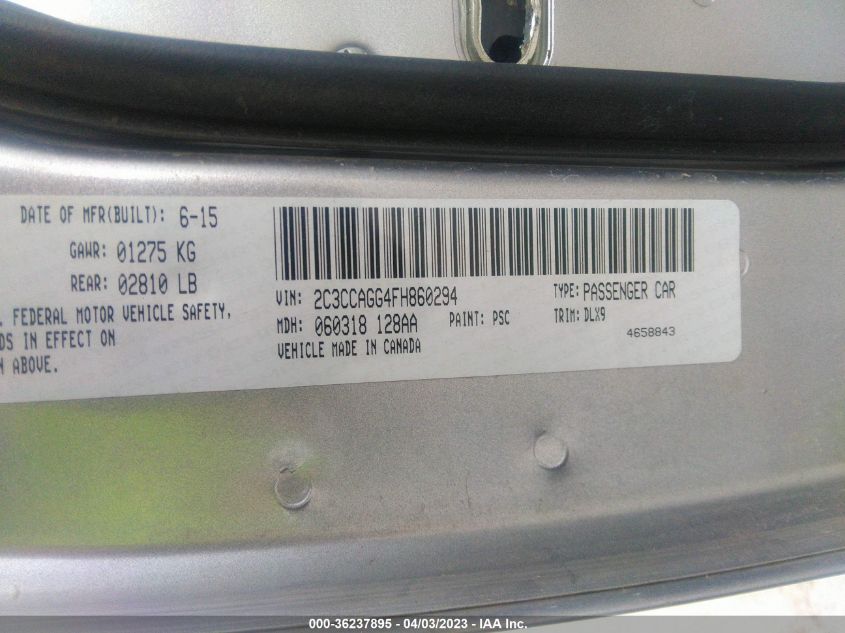 DATE OF MFR(BUILT): 6-15
GAWR: 01275 KG
REAR: 02810 LB
. FEDERAL MOTOR VEHICLE SAFETY,
DS IN EFFECT ON
N ABOVE.
VIN: 2C3CCAGG4FH860294
TYPE: PASSENGER CAR
MDH: 060318 128AA
PAINT: PSC
TRIM: DLX9
VEHICLE MADE IN CANADA
4658843
000-36237895 - 04/03/2023 - IAA Inc.